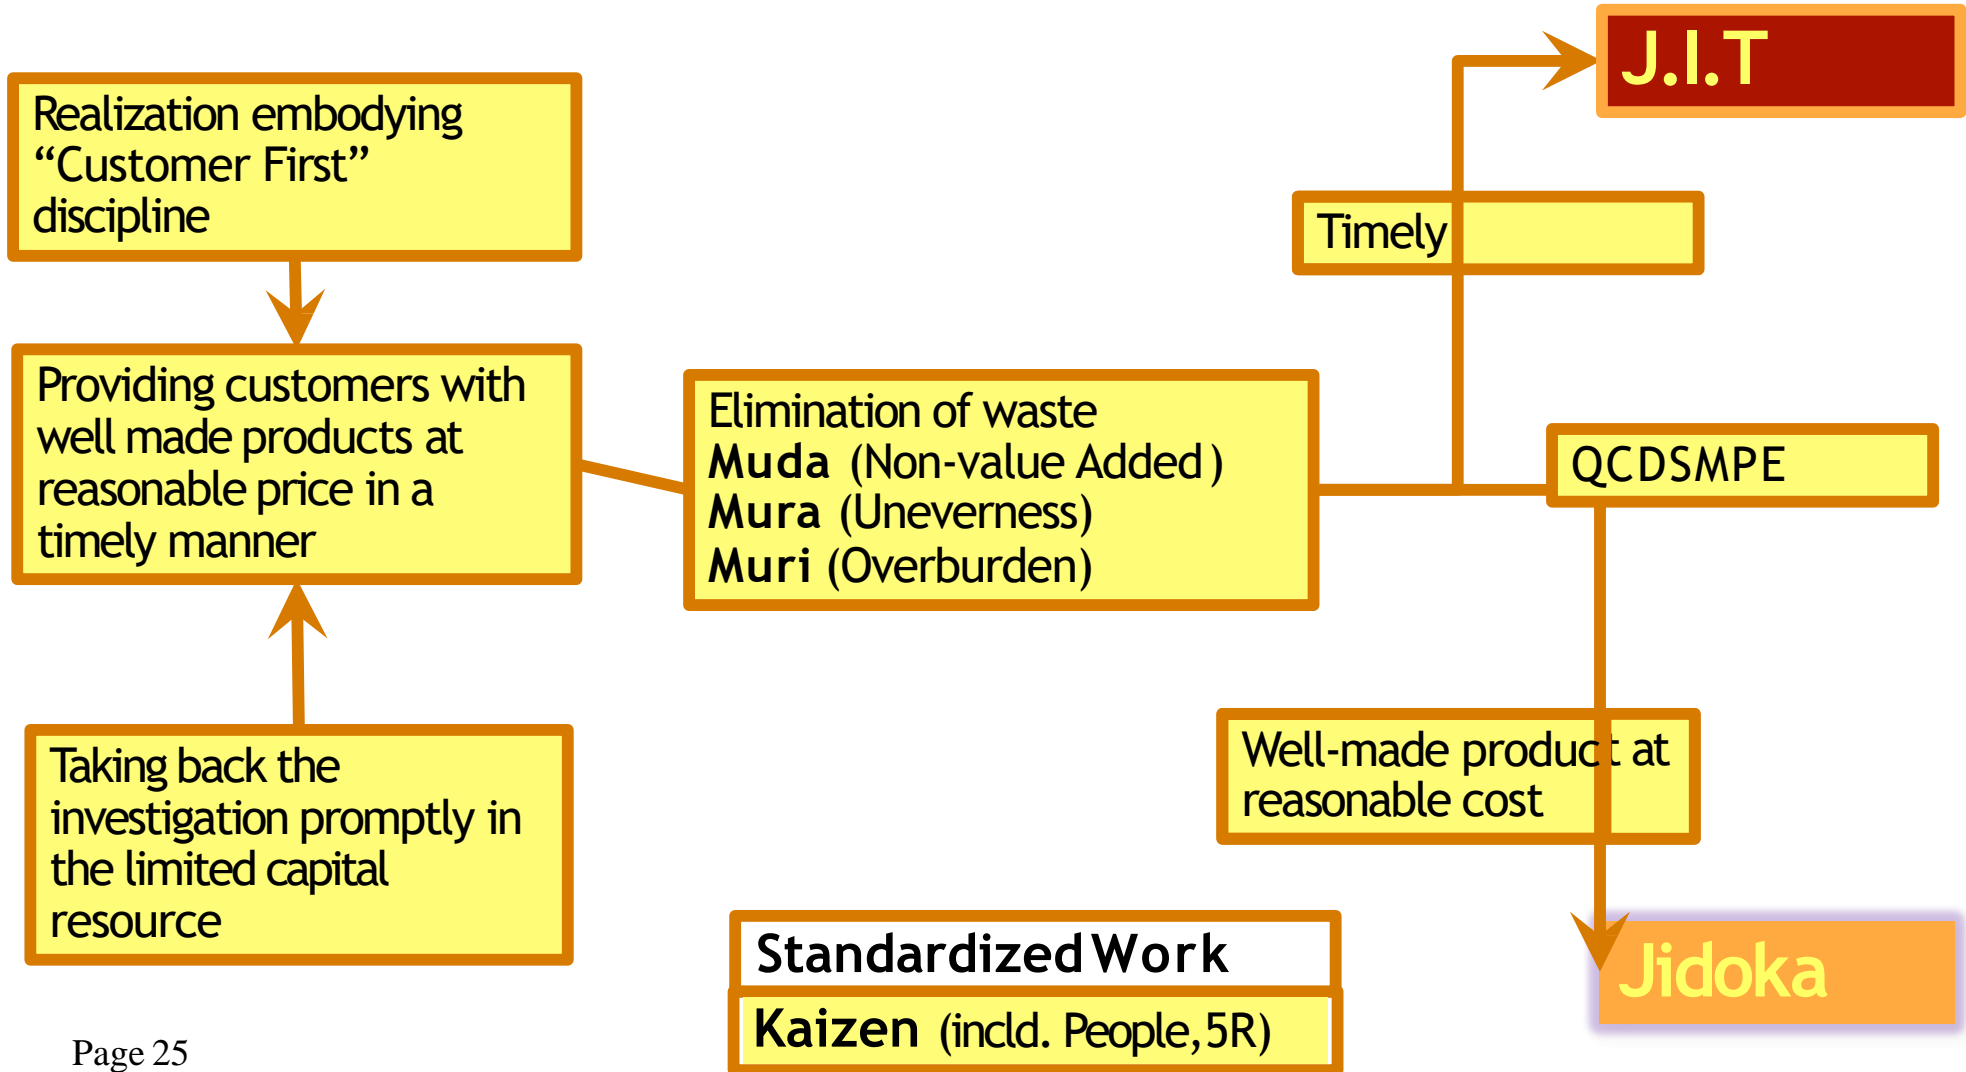 J.I.T
Realization embodying
“Customer First”
discipline
Timely
Providing customers with
well made products at
reasonable price in a
timely manner
Elimination of waste
Muda (Non-value Added)
Mura (Uneverness)
Muri (Overburden)
QCDSMPE
Taking back the
investigation promptly in
the limited capital
resource
Well-made product at
reasonable cost
Standardized Work
Kaizen (incld. People, 5R)
Jidoka
Page 25